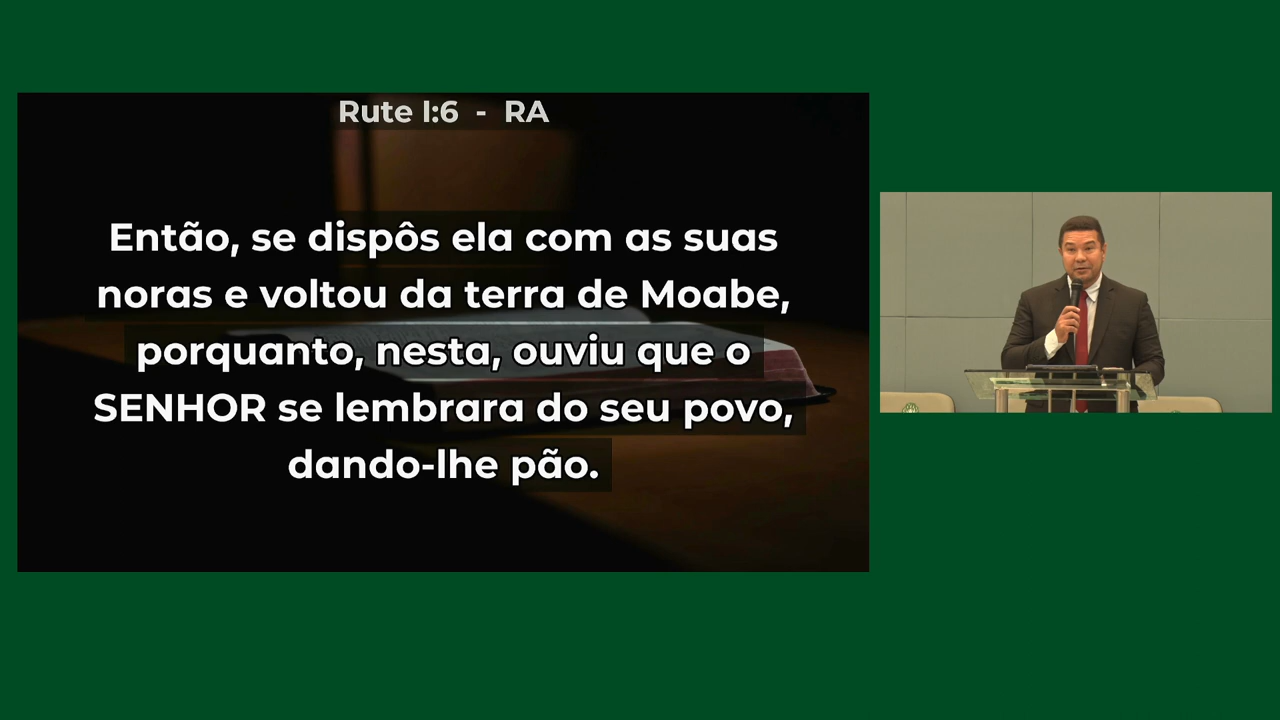 Rute I:6 - RA
Então, se dispôs ela com as suas
noras e voltou da terra de Moabe,
porquanto, nesta, ouviu que o
SENHOR se lembrara do seu povo,
dando-lhe pão.